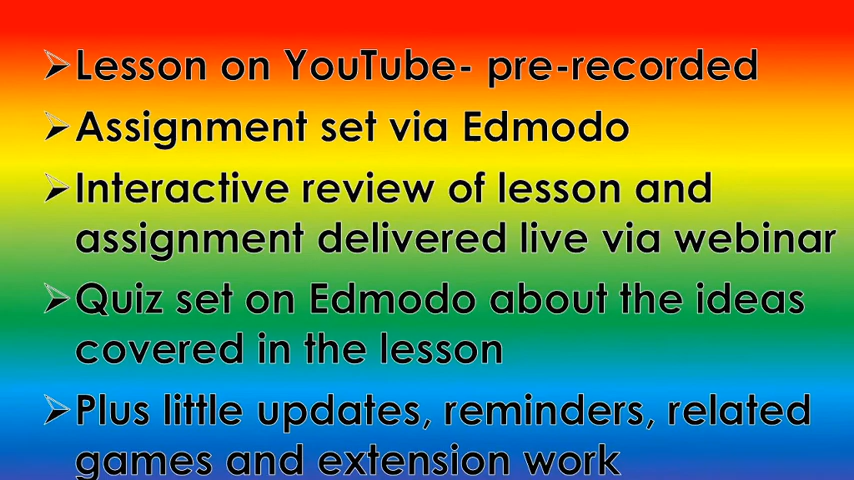 ➢Lesson on YouTube- pre-recorded
➢Assignment set via Edmodo
➢Interactive review of lesson and
assignment delivered live via webinar
➢Quiz set on Edmodo about the ideas
covered in the lesson
➢Plus little updates, reminders, related
games and extension work